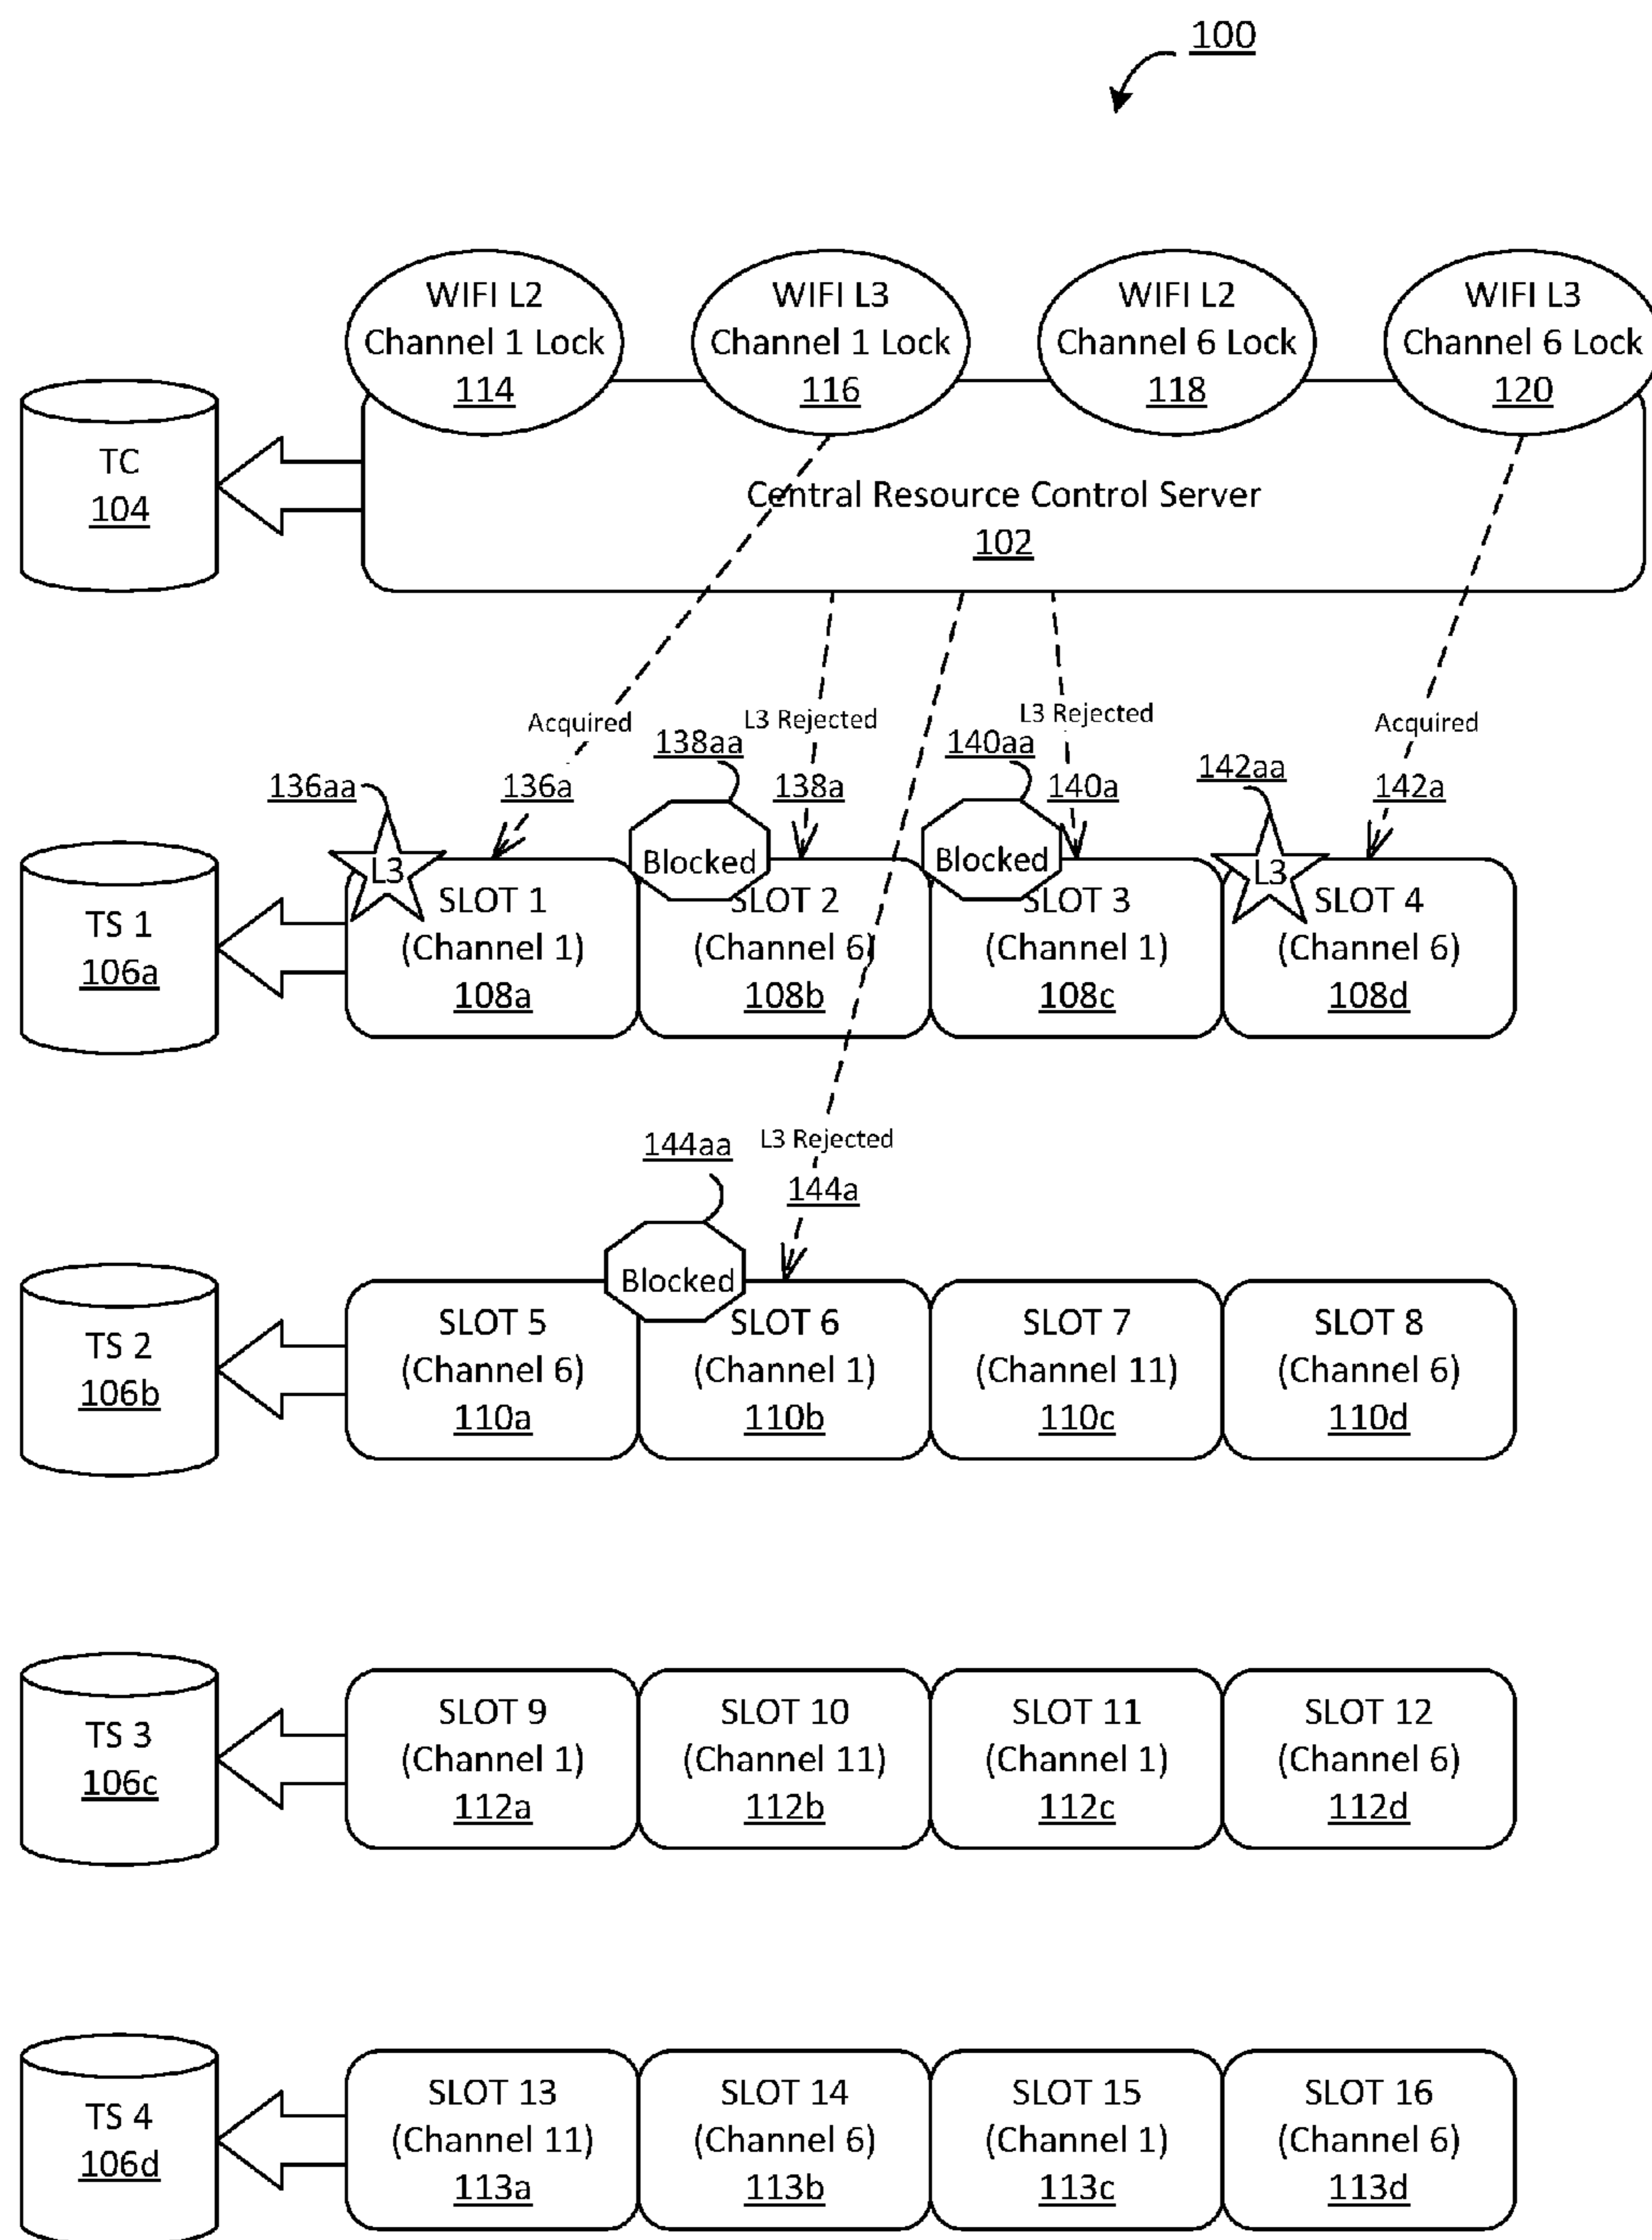 100
WIFI L2
Channel 1 Lock
114
WIFI L3
Channel 1 Lock
116
WIFI L2
Channel 6 Lock
118
WIFI L3
Channel 6 Lock
120
TC
104
Central Resource Control Server
102
Acquired
L3 Rejected
L3 Rejected
Acquired
136aa
136a
138aa
138a
140aa
140a
142aa
142a
TS 1
106a
L3
SLOT 1
(Channel 1)
108a
Blocked
SLOT 2
(Channel 6)
108b
Blocked
SLOT 3
(Channel 1)
108c
L3
SLOT 4
(Channel 6)
108d
144aa
L3 Rejected
144a
Blocked
TS 2
106b
SLOT 5
(Channel 6)
110a
SLOT 6
(Channel 1)
110b
SLOT 7
(Channel 11)
110c
SLOT 8
(Channel 6)
110d
TS 3
106c
SLOT 9
(Channel 1)
112a
SLOT 10
(Channel 11)
112b
SLOT 11
(Channel 1)
112c
SLOT 12
(Channel 6)
112d
TS 4
106d
SLOT 13
(Channel 11)
113a
SLOT 14
(Channel 6)
113b
SLOT 15
(Channel 1)
113c
SLOT 16
(Channel 6)
113d